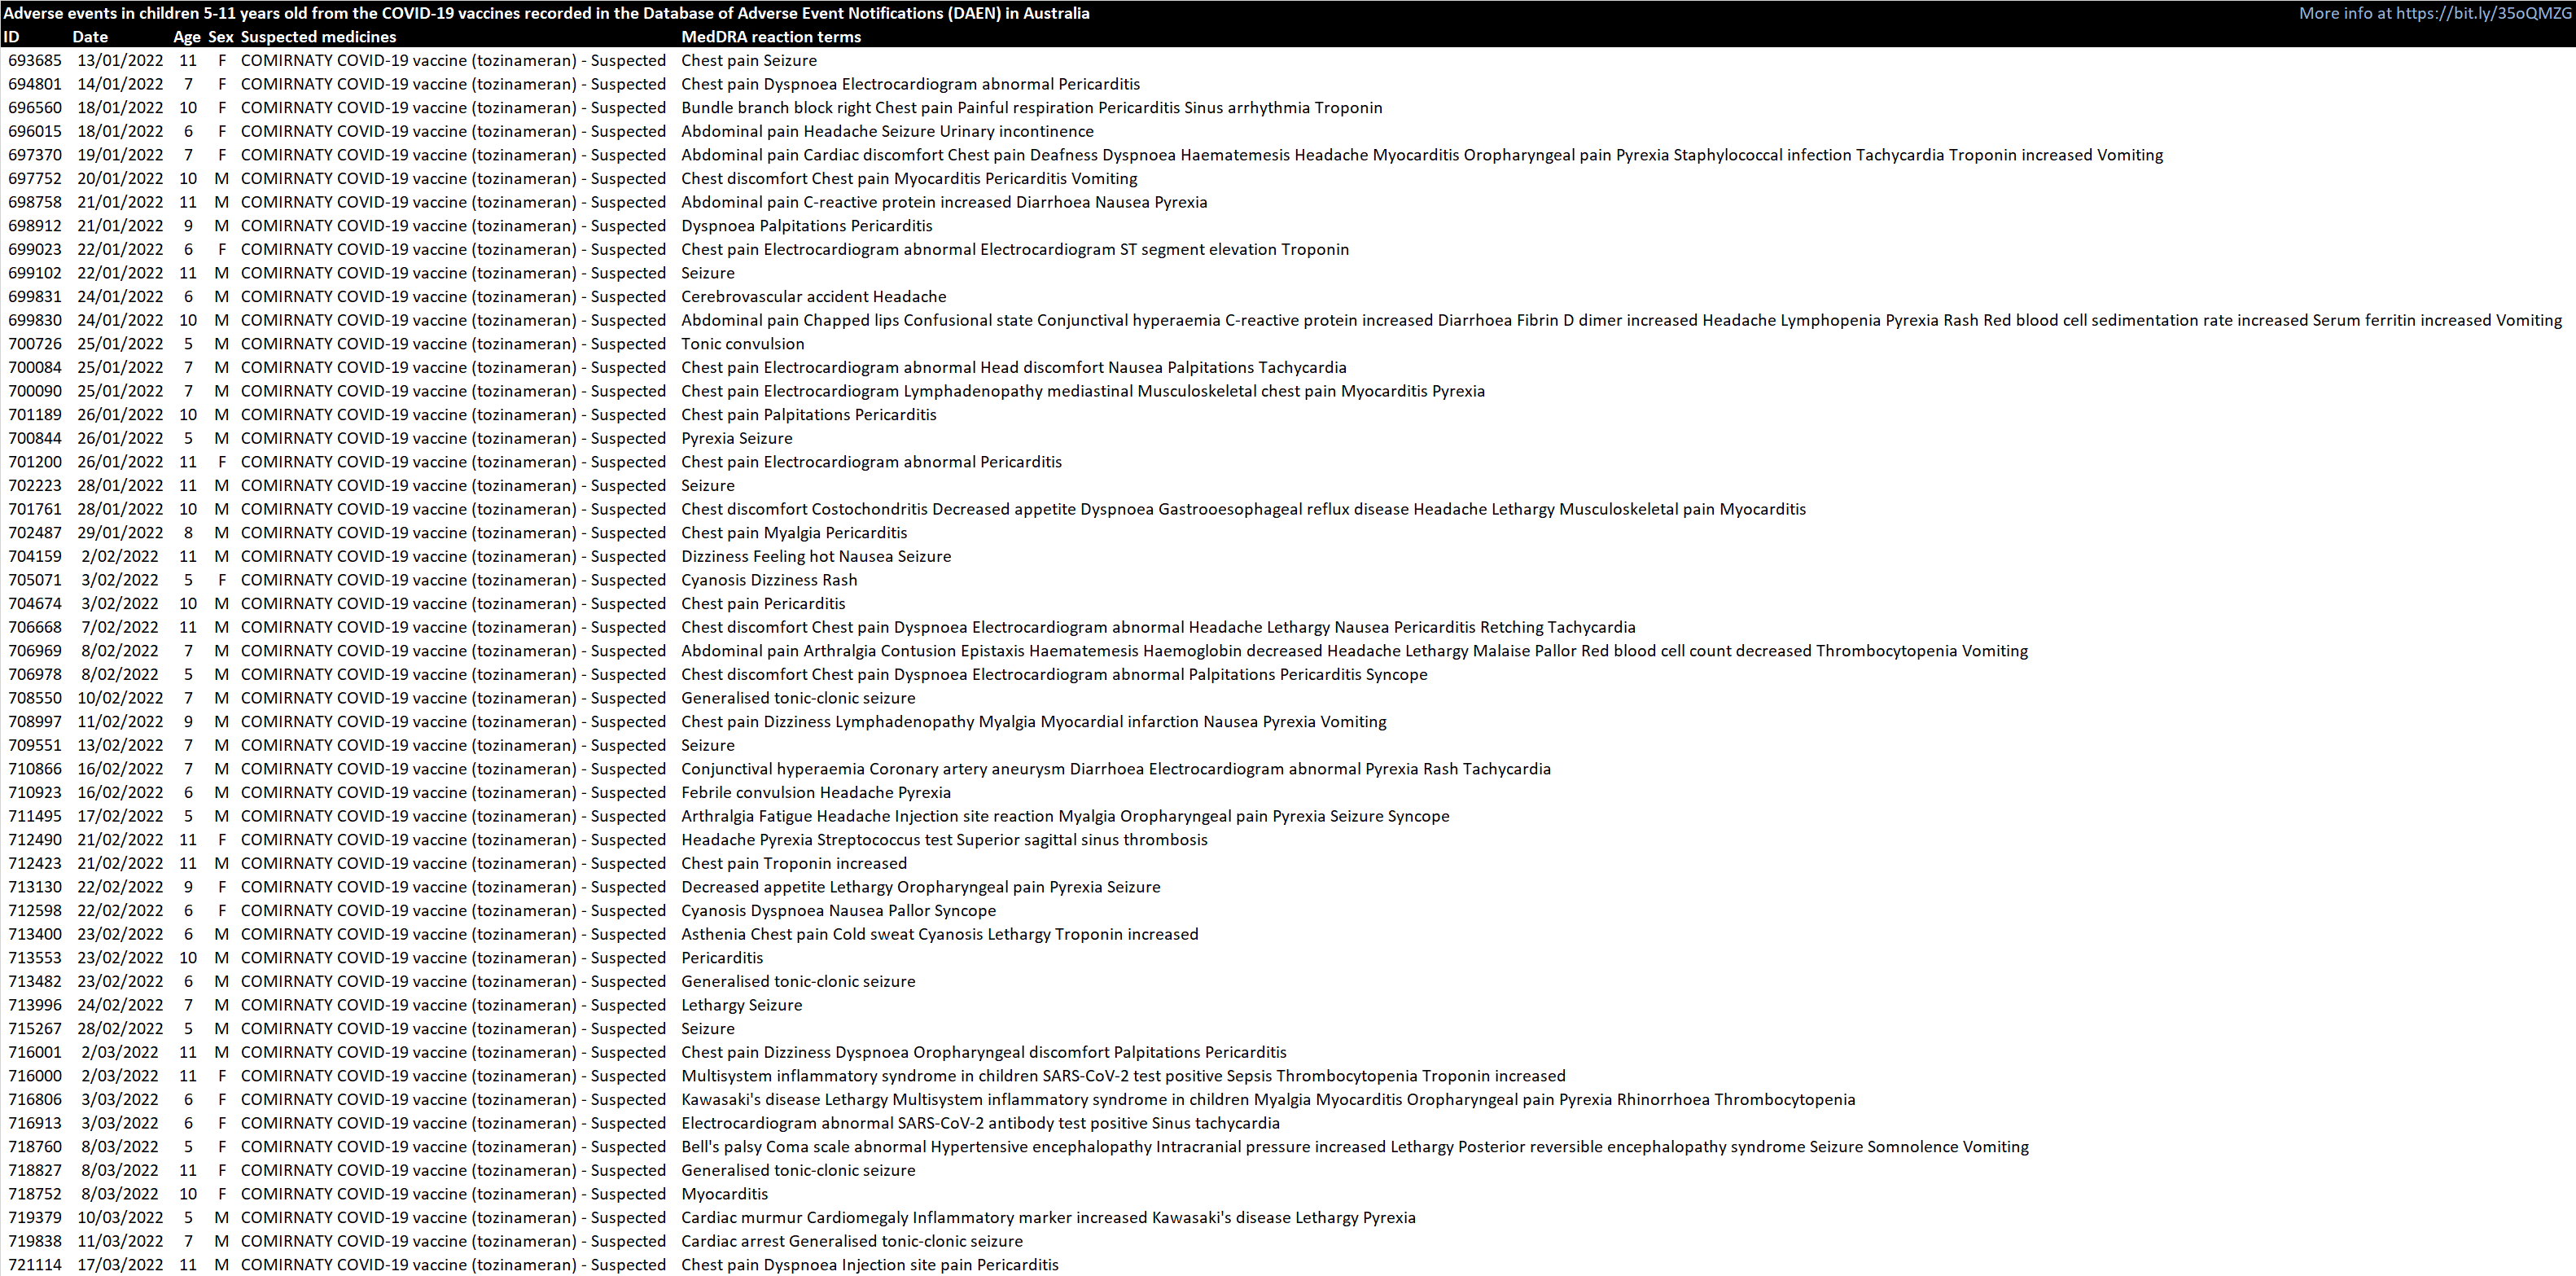 Adverse events in children 5-11 years old from the COVID-19 vaccines recorded in the Database of Adverse Event Notifications (DAEN) in Australia More info at https://bit.ly/35oQMZG
ID Date Age Sex Suspected medicines MedDRA reaction terms
693685 13/01/2022 11 F COMIRNATY COVID-19 vaccine (tozinameran) - Suspected Chest pain Seizure
694801 14/01/2022 7 F COMIRNATY COVID-19 vaccine (tozinameran) - Suspected Chest pain Dyspnoea Electrocardiogram abnormal Pericarditis
696560 18/01/2022 10 F COMIRNATY COVID-19 vaccine (tozinameran) - Suspected Bundle branch block right Chest pain Painful respiration Pericarditis Sinus arrhythmia Troponin
696015 18/01/2022 6 F COMIRNATY COVID-19 vaccine (tozinameran) - Suspected Abdominal pain Headache Seizure Urinary incontinence
697370 19/01/2022 7 F COMIRNATY COVID-19 vaccine (tozinameran) - Suspected Abdominal pain Cardiac discomfort Chest pain Deafness Dyspnoea Haematemesis Headache Myocarditis Oropharyngeal pain Pyrexia Staphylococcal infection Tachycardia Troponin increased Vomiting
697752 20/01/2022 10 M COMIRNATY COVID-19 vaccine (tozinameran) - Suspected Chest discomfort Chest pain Myocarditis Pericarditis Vomiting
698758 21/01/2022 11 M COMIRNATY COVID-19 vaccine (tozinameran) - Suspected Abdominal pain C-reactive protein increased Diarrhoea Nausea Pyrexia
698912 21/01/2022 9 M COMIRNATY COVID-19 vaccine (tozinameran) - Suspected Dyspnoea Palpitations Pericarditis
699023 22/01/2022 6 F COMIRNATY COVID-19 vaccine (tozinameran) - Suspected Chest pain Electrocardiogram abnormal Electrocardiogram ST segment elevation Troponin
699102 22/01/2022 11 M COMIRNATY COVID-19 vaccine (tozinameran) - Suspected Seizure
699831 24/01/2022 6 M COMIRNATY COVID-19 vaccine (tozinameran) - Suspected Cerebrovascular accident Headache
699830 24/01/2022 10 M COMIRNATY COVID-19 vaccine (tozinameran) - Suspected Abdominal pain Chapped lips Confusional state Conjunctival hyperaemia C-reactive protein increased Diarrhoea Fibrin D dimer increased Headache Lymphopenia Pyrexia Rash Red blood cell sedimentation rate increased Serum ferritin increased Vomiting
700726 25/01/2022 5 M COMIRNATY COVID-19 vaccine (tozinameran) - Suspected Tonic convulsion
700084 25/01/2022 7 M COMIRNATY COVID-19 vaccine (tozinameran) - Suspected Chest pain Electrocardiogram abnormal Head discomfort Nausea Palpitations Tachycardia
700090 25/01/2022 7 M COMIRNATY COVID-19 vaccine (tozinameran) - Suspected Chest pain Electrocardiogram Lymphadenopathy mediastinal Musculoskeletal chest pain Myocarditis Pyrexia
701189 26/01/2022 10 M COMIRNATY COVID-19 vaccine (tozinameran) - Suspected Chest pain Palpitations Pericarditis
700844 26/01/2022 5 M COMIRNATY COVID-19 vaccine (tozinameran) - Suspected Pyrexia Seizure
701200 26/01/2022 11 F COMIRNATY COVID-19 vaccine (tozinameran) - Suspected Chest pain Electrocardiogram abnormal Pericarditis
702223 28/01/2022 11 M COMIRNATY COVID-19 vaccine (tozinameran) - Suspected Seizure
701761 28/01/2022 10 M COMIRNATY COVID-19 vaccine (tozinameran) - Suspected Chest discomfort Costochondritis Decreased appetite Dyspnoea Gastrooesophageal reflux disease Headache Lethargy Musculoskeletal pain Myocarditis
702487 29/01/2022 8 M COMIRNATY COVID-19 vaccine (tozinameran) - Suspected Chest pain Myalgia Pericarditis
704159 2/02/2022 11 M COMIRNATY COVID-19 vaccine (tozinameran) - Suspected Dizziness Feeling hot Nausea Seizure
705071 3/02/2022 5 F COMIRNATY COVID-19 vaccine (tozinameran) - Suspected Cyanosis Dizziness Rash
704674 3/02/2022 10 M COMIRNATY COVID-19 vaccine (tozinameran) - Suspected Chest pain Pericarditis
706668 7/02/2022 11 M COMIRNATY COVID-19 vaccine (tozinameran) - Suspected Chest discomfort Chest pain Dyspnoea Electrocardiogram abnormal Headache Lethargy Nausea Pericarditis Retching Tachycardia
706969 8/02/2022 7 M COMIRNATY COVID-19 vaccine (tozinameran) - Suspected Abdominal pain Arthralgia Contusion Epistaxis Haematemesis Haemoglobin decreased Headache Lethargy Malaise Pallor Red blood cell count decreased Thrombocytopenia Vomiting
706978 8/02/2022 5 M COMIRNATY COVID-19 vaccine (tozinameran) - Suspected Chest discomfort Chest pain Dyspnoea Electrocardiogram abnormal Palpitations Pericarditis Syncope
708550 10/02/2022 7 M COMIRNATY COVID-19 vaccine (tozinameran) - Suspected Generalised tonic-clonic seizure
708997 11/02/2022 9 M COMIRNATY COVID-19 vaccine (tozinameran) - Suspected Chest pain Dizziness Lymphadenopathy Myalgia Myocardial infarction Nausea Pyrexia Vomiting
709551 13/02/2022 7 M COMIRNATY COVID-19 vaccine (tozinameran) - Suspected Seizure
710866 16/02/2022 7 M COMIRNATY COVID-19 vaccine (tozinameran) - Suspected Conjunctival hyperaemia Coronary artery aneurysm Diarrhoea Electrocardiogram abnormal Pyrexia Rash Tachycardia
710923 16/02/2022 6 M COMIRNATY COVID-19 vaccine (tozinameran) - Suspected Febrile convulsion Headache Pyrexia
711495 17/02/2022 5 M COMIRNATY COVID-19 vaccine (tozinameran) - Suspected Arthralgia Fatigue Headache Injection site reaction Myalgia Oropharyngeal pain Pyrexia Seizure Syncope
712490 21/02/2022 11 F COMIRNATY COVID-19 vaccine (tozinameran) - Suspected Headache Pyrexia Streptococcus test Superior sagittal sinus thrombosis
712423 21/02/2022 11 M COMIRNATY COVID-19 vaccine (tozinameran) - Suspected Chest pain Troponin increased
713130 22/02/2022 9 F COMIRNATY COVID-19 vaccine (tozinameran) - Suspected Decreased appetite Lethargy Oropharyngeal pain Pyrexia Seizure
712598 22/02/2022 6 F COMIRNATY COVID-19 vaccine (tozinameran) - Suspected Cyanosis Dyspnoea Nausea Pallor Syncope
713400 23/02/2022 6 M COMIRNATY COVID-19 vaccine (tozinameran) - Suspected Asthenia Chest pain Cold sweat Cyanosis Lethargy Troponin increased
713553 23/02/2022 10 M COMIRNATY COVID-19 vaccine (tozinameran) - Suspected Pericarditis
713482 23/02/2022 6 M COMIRNATY COVID-19 vaccine (tozinameran) - Suspected Generalised tonic-clonic seizure
713996 24/02/2022 7 M COMIRNATY COVID-19 vaccine (tozinameran) - Suspected Lethargy Seizure
715267 28/02/2022 5 M COMIRNATY COVID-19 vaccine (tozinameran) - Suspected Seizure
716001 2/03/2022 11 M COMIRNATY COVID-19 vaccine (tozinameran) - Suspected Chest pain Dizziness Dyspnoea Oropharyngeal discomfort Palpitations Pericarditis
716000 2/03/2022 11 F COMIRNATY COVID-19 vaccine (tozinameran) - Suspected Multisystem inflammatory syndrome in children SARS-CoV-2 test positive Sepsis Thrombocytopenia Troponin increased
716806 3/03/2022 6 F COMIRNATY COVID-19 vaccine (tozinameran) - Suspected Kawasaki's disease Lethargy Multisystem inflammatory syndrome in children Myalgia Myocarditis Oropharyngeal pain Pyrexia Rhinorrhoea Thrombocytopenia
716913 3/03/2022 6 F COMIRNATY COVID-19 vaccine (tozinameran) - Suspected Electrocardiogram abnormal SARS-CoV-2 antibody test positive Sinus tachycardia
718760 8/03/2022 5 F COMIRNATY COVID-19 vaccine (tozinameran) - Suspected Bell's palsy Coma scale abnormal Hypertensive encephalopathy Intracranial pressure increased Lethargy Posterior reversible encephalopathy syndrome Seizure Somnolence Vomiting
718827 8/03/2022 11 F COMIRNATY COVID-19 vaccine (tozinameran) - Suspected Generalised tonic-clonic seizure
718752 8/03/2022 10 F COMIRNATY COVID-19 vaccine (tozinameran) - Suspected Myocarditis
719379 10/03/2022 5 M COMIRNATY COVID-19 vaccine (tozinameran) - Suspected Cardiac murmur Cardiomegaly Inflammatory marker increased Kawasaki's disease Lethargy Pyrexia
719838 11/03/2022 7 M COMIRNATY COVID-19 vaccine (tozinameran) - Suspected Cardiac arrest Generalised tonic-clonic seizure
721114 17/03/2022 11 M COMIRNATY COVID-19 vaccine (tozinameran) - Suspected Chest pain Dyspnoea Injection site pain Pericarditis